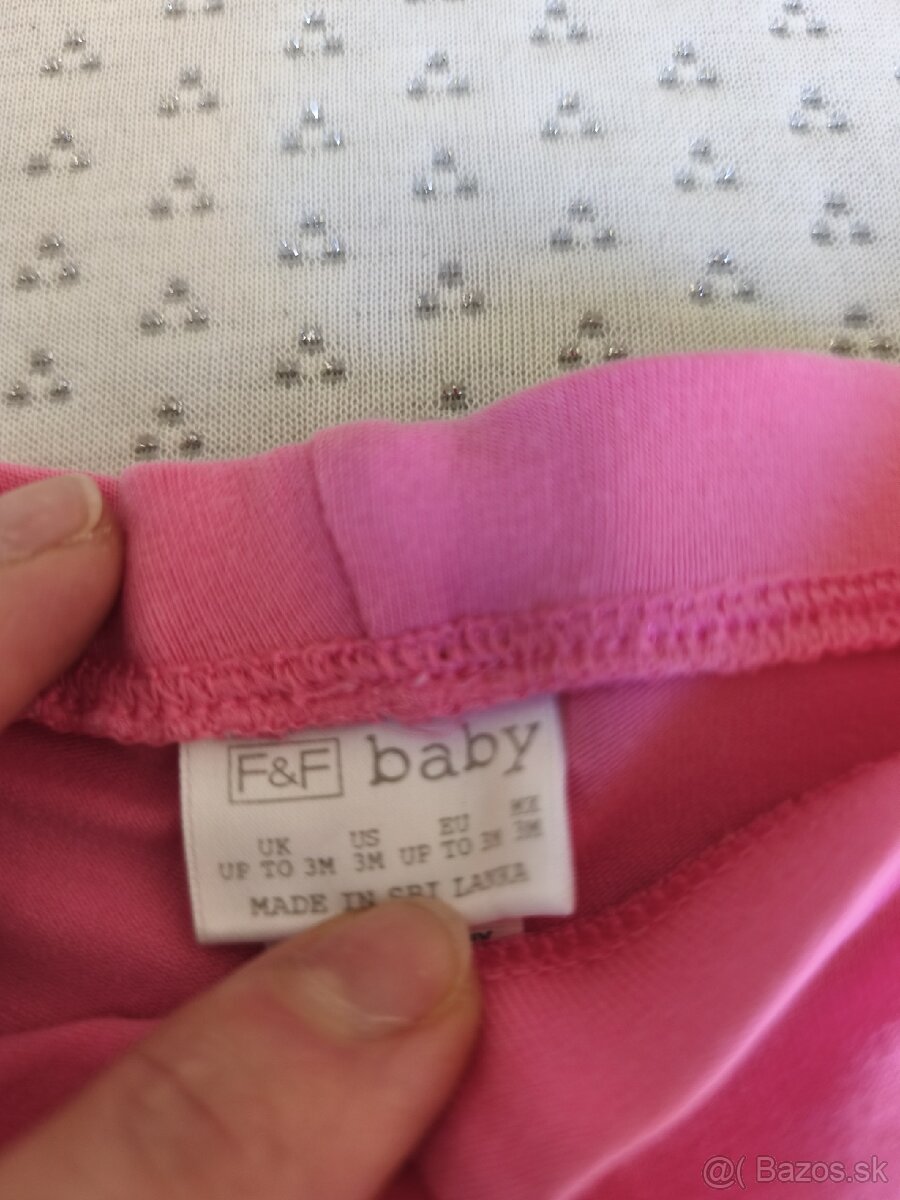 F&F baby
UK US EU MX
UP TO 3M 3M UP TO 3M 3M
MADE IN SRI LANKA
@( Bazos.sk